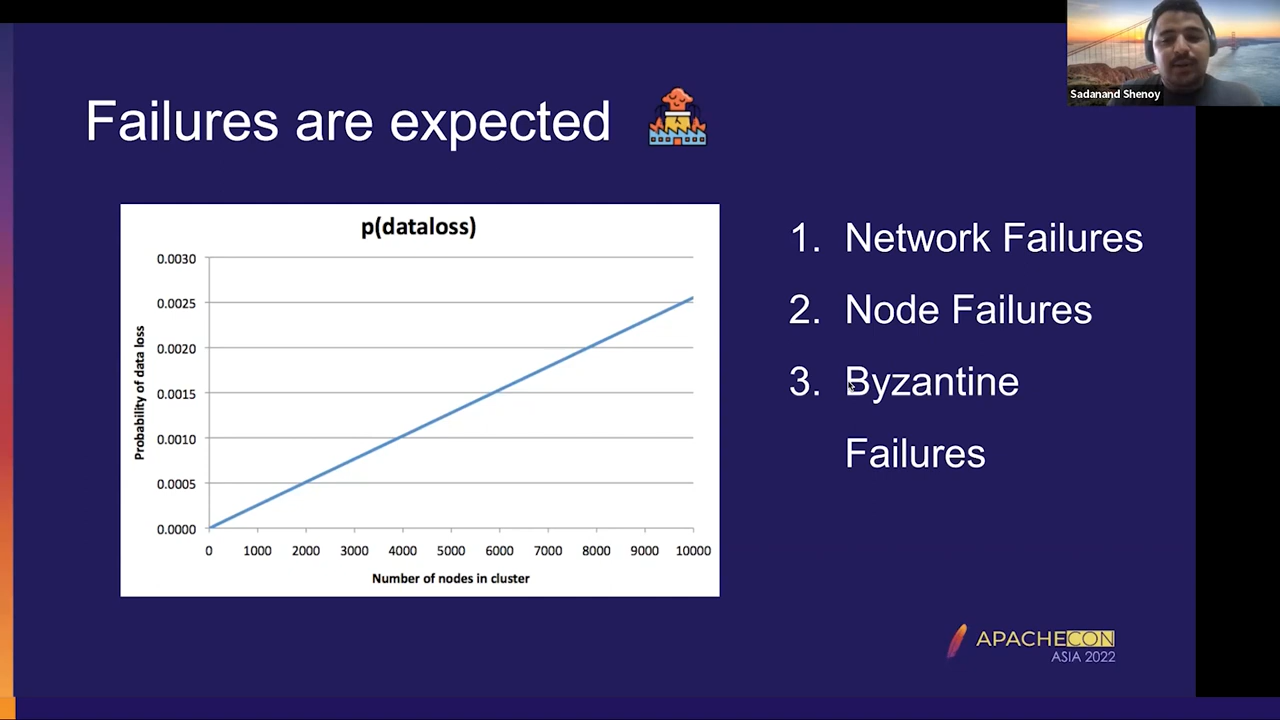 Sadanand Shenoy
Failures are expected
p(dataloss)
0.0030
0.0025
0.0020
0.0015
0.0010
0.0005
0.0000
Probability of data loss
0 1000 2000 3000 4000 5000 6000 7000 8000 9000 10000
Number of nodes in cluster
1. Network Failures
2. Node Failures
3. Byzantine
Failures
APACHECON
ASIA 2022